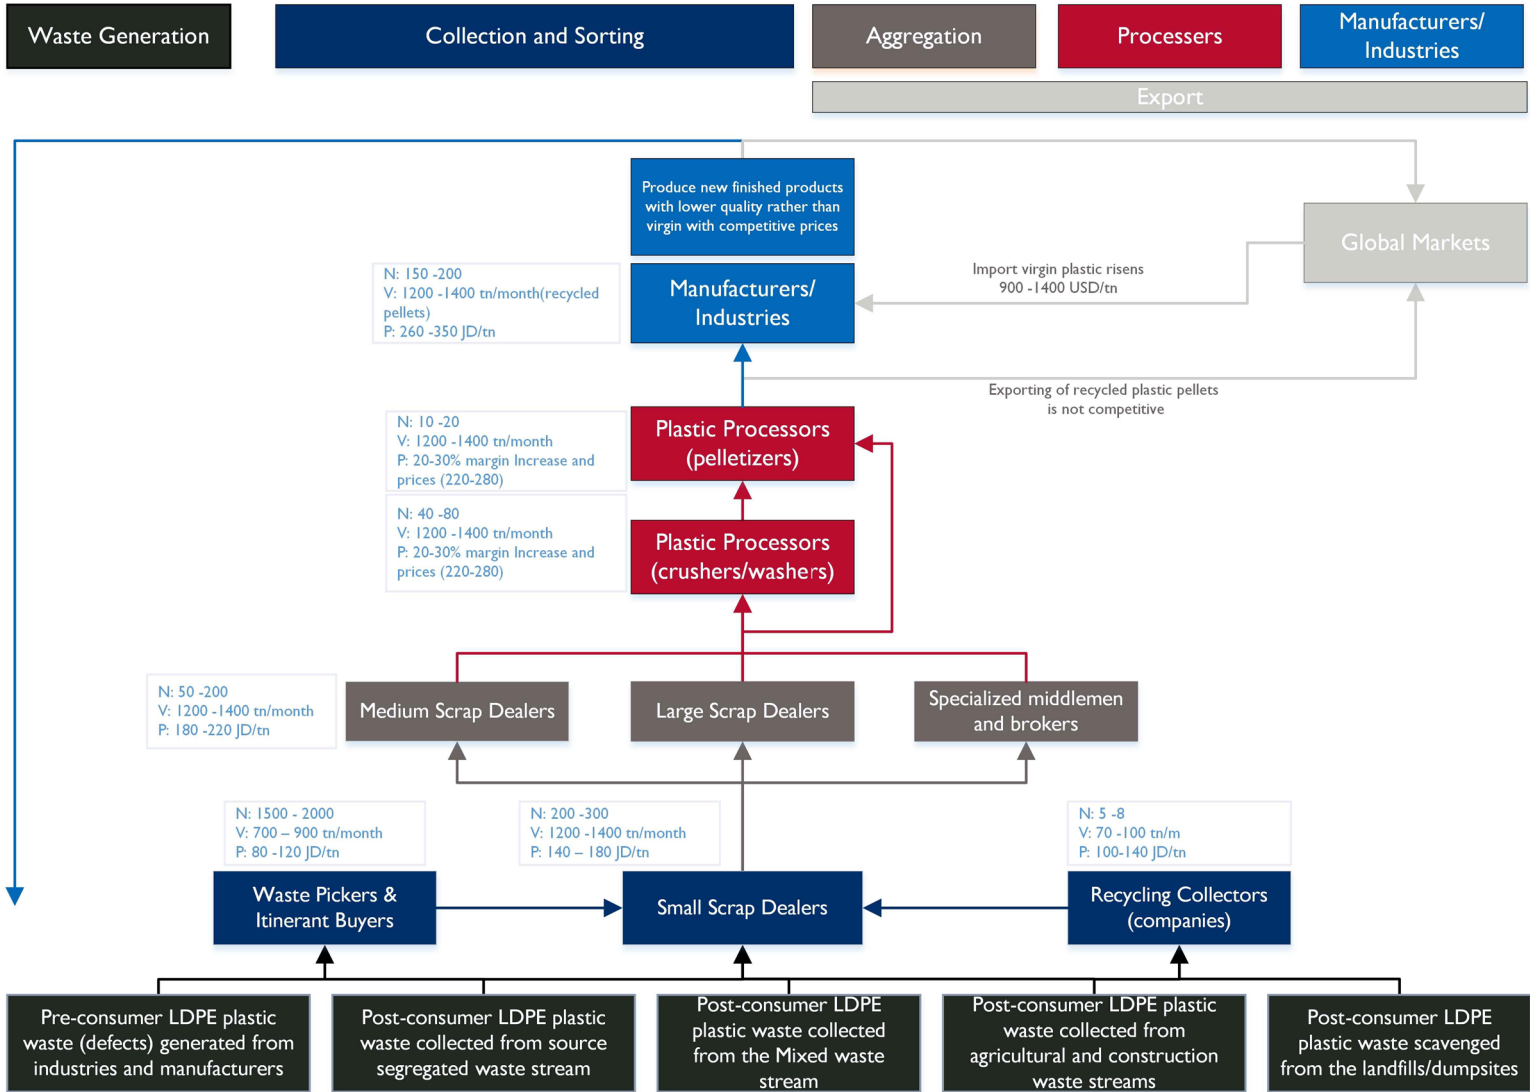 Waste Generation
Collection and Sorting
Aggregation
Processers
Manufacturers/
Industries
Export
Produce new finished products
with lower quality rather than
virgin with competitive prices
Global Markets
Import virgin plastic risens
900 -1400 USD/tn
N: 150 -200
V: 1200 -1400 tn/month(recycled
pellets)
P: 260 -350 JD/tn
Manufacturers/
Industries
Exporting of recycled plastic pellets
is not competitive
N: 10 -20
V: 1200 -1400 tn/month
P: 20-30% margin Increase and
prices (220-280)
Plastic Processors
(pelletizers)
N: 40 -80
V: 1200 -1400 tn/month
P: 20-30% margin Increase and
prices (220-280)
Plastic Processors
(crushers/washers)
N: 50 -200
V: 1200 -1400 tn/month
P: 180 -220 JD/tn
Medium Scrap Dealers
Large Scrap Dealers
Specialized middlemen
and brokers
N: 1500 - 2000
V: 700 – 900 tn/month
P: 80 -120 JD/tn
N: 200 -300
V: 1200 -1400 tn/month
P: 140 – 180 JD/tn
N: 5 -8
V: 70 -100 tn/m
P: 100-140 JD/tn
Waste Pickers &
Itinerant Buyers
Small Scrap Dealers
Recycling Collectors
(companies)
Pre-consumer LDPE plastic
waste (defects) generated from
industries and manufacturers
Post-consumer LDPE plastic
waste collected from source
segregated waste stream
Post-consumer LDPE
plastic waste collected
from the Mixed waste
stream
Post-consumer LDPE plastic
waste collected from
agricultural and construction
waste streams
Post-consumer LDPE
plastic waste scavenged
from the landfills/dumpsites